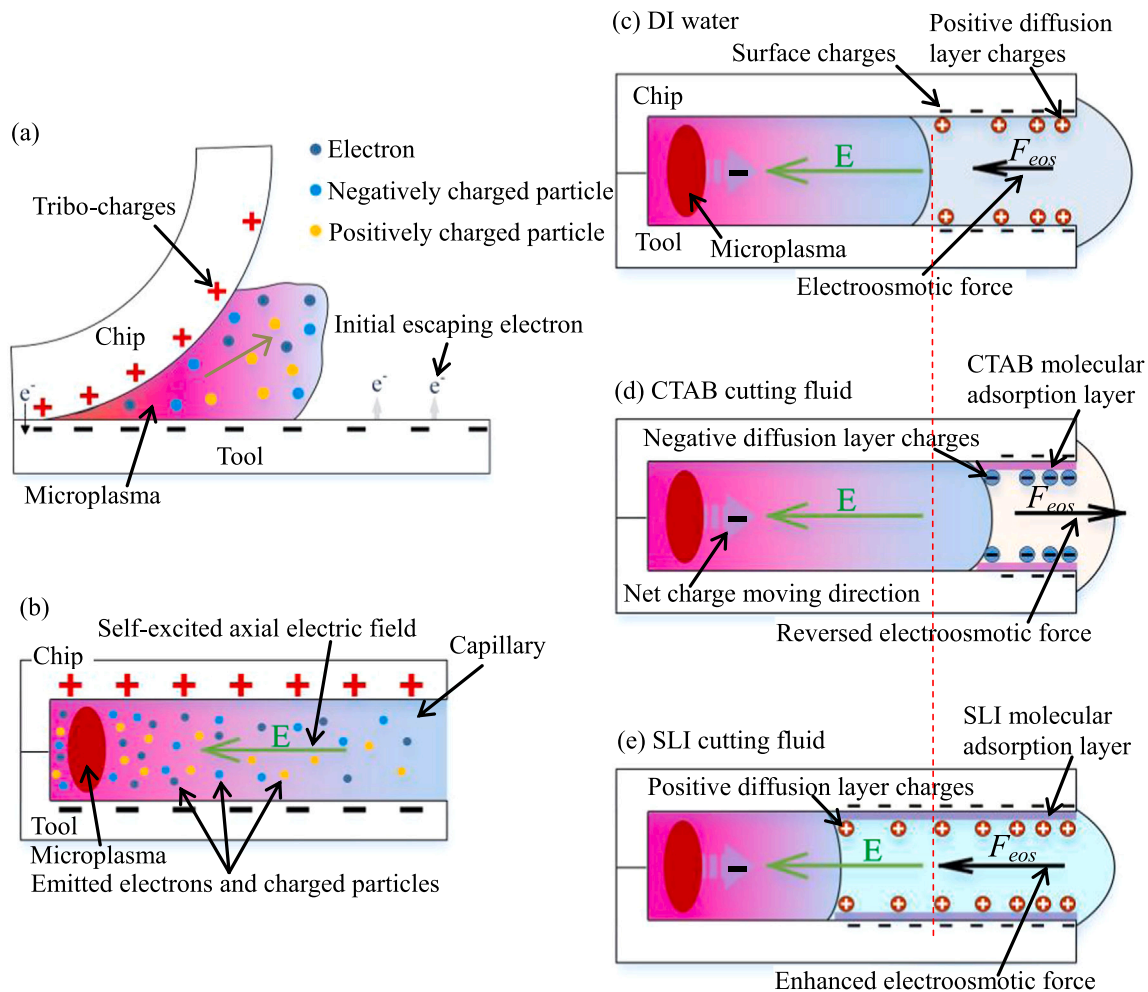 (a)
Electron
Negatively charged particle
Positively charged particle
Tribo-charges
Chip
Initial escaping electron
e-
e-
e-
Tool
Microplasma
(b)
Self-excited axial electric field
Chip
Capillary
E
Tool
Microplasma
Emitted electrons and charged particles
(c) DI water
Surface charges
Positive diffusion
layer charges
Chip
E
Feos
Tool
Microplasma
Electroosmotic force
(d) CTAB cutting fluid
CTAB molecular
adsorption layer
Negative diffusion layer charges
E
Feos
Net charge moving direction
Reversed electroosmotic force
(e) SLI cutting fluid
SLI molecular
adsorption layer
Positive diffusion layer charges
E
Feos
Enhanced electroosmotic force